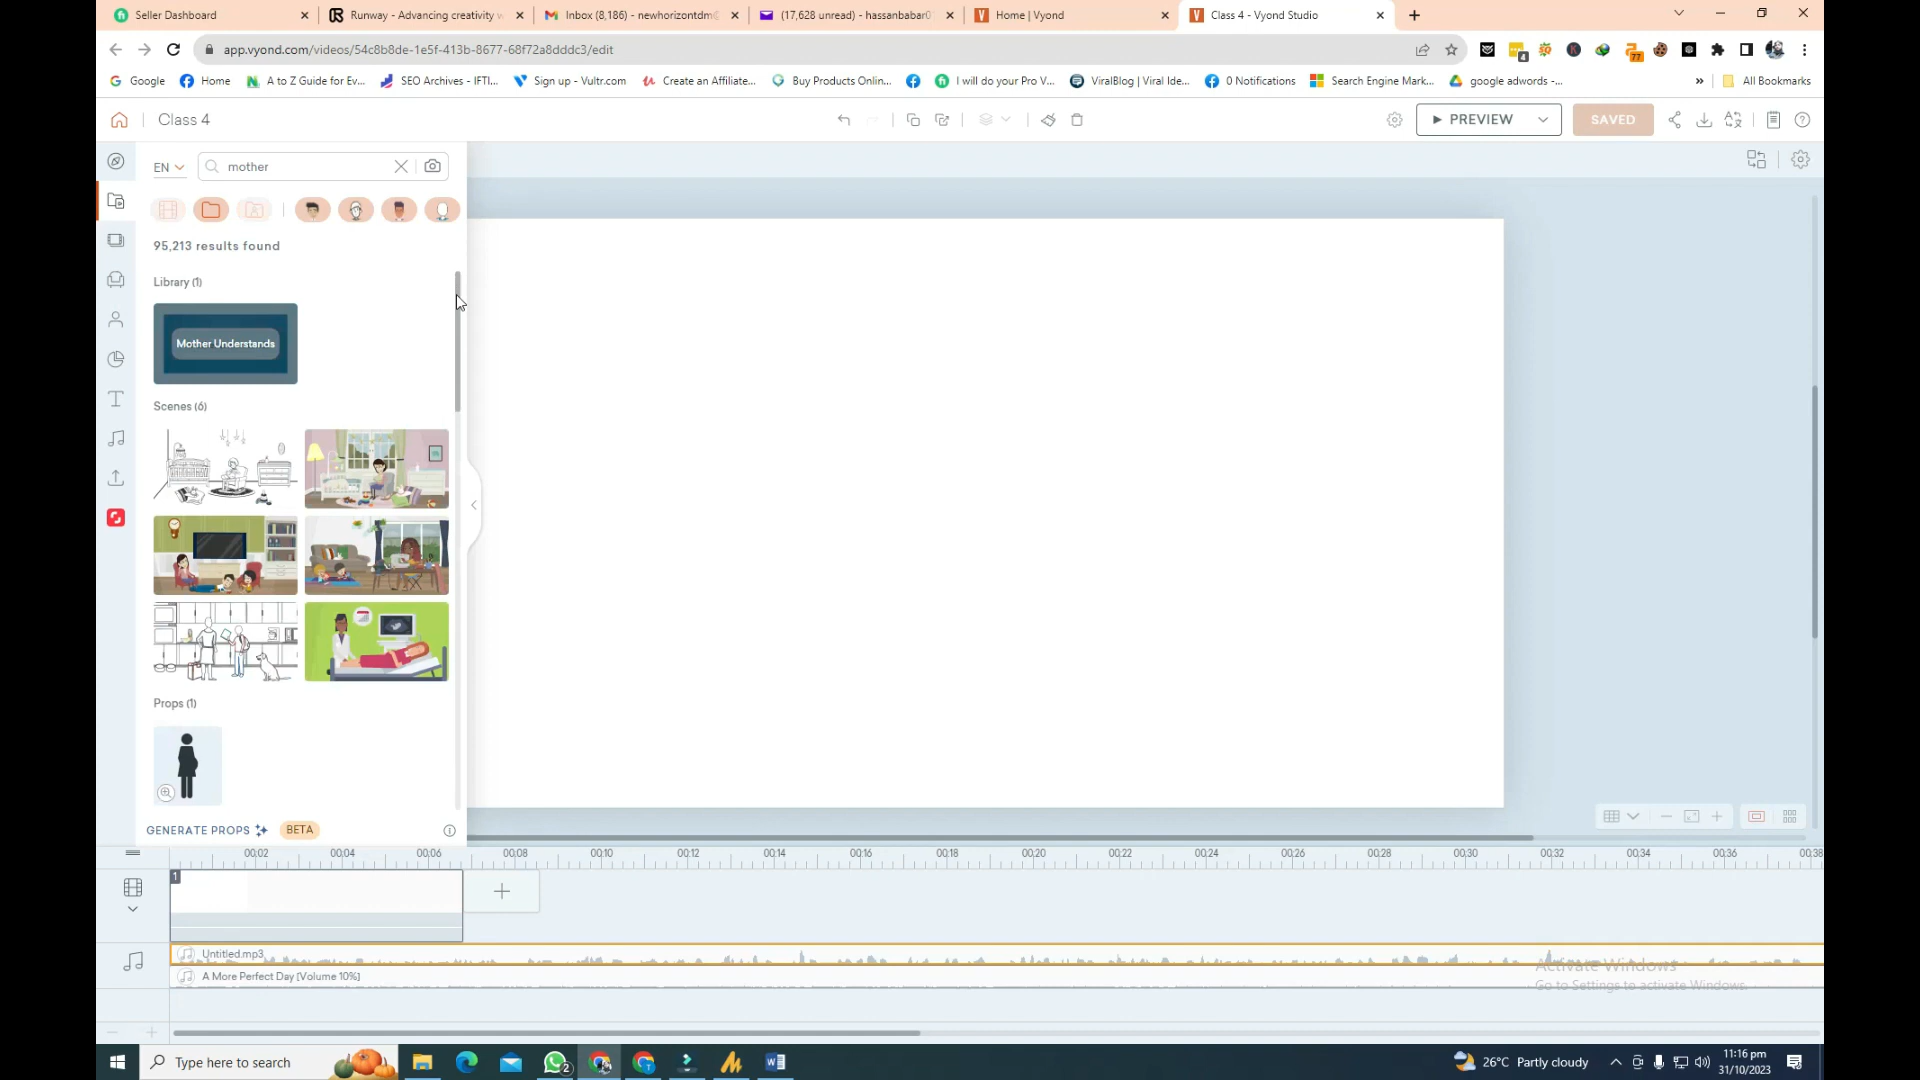 Seller Dashboard
Runway - Advancing creativity w
Inbox (8,186) - newhorizontdm@
(17,628 unread) - hassanbabar0
Home | Vyond
Class 4 - Vyond Studio
app.vyond.com/videos/54c8b8de-1e5f-413b-8677-68f72a8dddc3/edit
Google
Home
A to Z Guide for Ev...
SEO Archives - IFTI...
Sign up - Vultr.com
Create an Affiliate...
Buy Products Onlin...
I will do your Pro V...
ViralBlog | Viral Ide...
0 Notifications
Search Engine Mark...
google adwords -...
All Bookmarks
Class 4
PREVIEW
SAVED
EN
mother
95,213 results found
Library (1)
Mother Understands
Scenes (6)
Props (1)
GENERATE PROPS
BETA
00:02 00:04 00:06 00:08 00:10 00:12 00:14 00:16 00:18 00:20 00:22 00:24 00:26 00:28 00:30 00:32 00:34 00:36 00:38
1
Untitled.mp3
A More Perfect Day [Volume 10%]
Activate Windows
Go to Settings to activate Windows.
Type here to search
2
26°C Partly cloudy
11:16 pm
31/10/2023